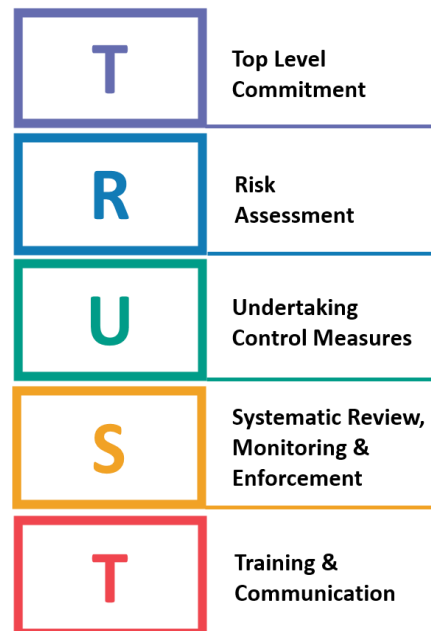 T
Top Level
Commitment
R
Risk
Assessment
U
Undertaking
Control Measures
S
Systematic Review,
Monitoring &
Enforcement
T
Training &
Communication